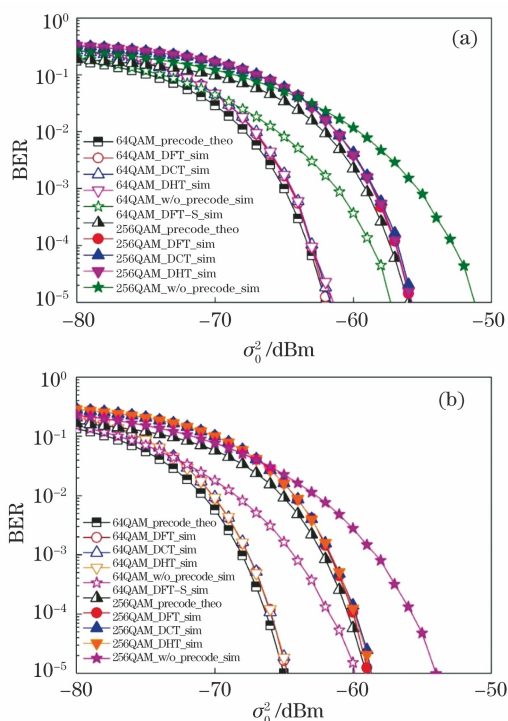 (a)
10^0
10^-1
10^-2
10^-3
10^-4
10^-5
BER
64QAM_precode_theo
64QAM_DFT_sim
64QAM_DCT_sim
64QAM_DHT_sim
64QAM_w/o_precode_sim
64QAM_DFT-S_sim
256QAM_precode_theo
256QAM_DFT_sim
256QAM_DCT_sim
256QAM_DHT_sim
256QAM_w/o_precode_sim
-80 -70 -60 -50
σ_0^2/dBm
(b)
10^0
10^-1
10^-2
10^-3
10^-4
10^-5
BER
64QAM_precode_theo
64QAM_DFT_sim
64QAM_DCT_sim
64QAM_DHT_sim
64QAM_w/o_precode_sim
64QAM_DFT-S_sim
256QAM_precode_theo
256QAM_DFT_sim
256QAM_DCT_sim
256QAM_DHT_sim
256QAM_w/o_precode_sim
-80 -70 -60 -50
σ_0^2/dBm